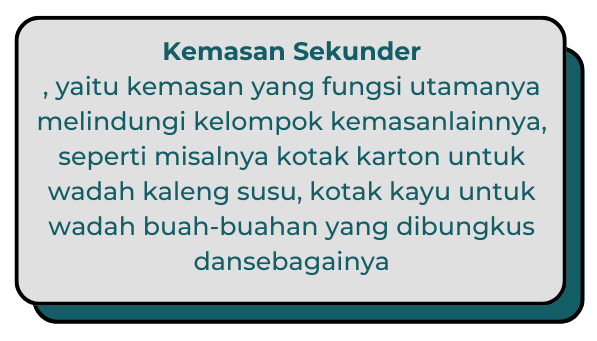 Kemasan Sekunder
, yaitu kemasan yang fungsi utamanya
melindungi kelompok kemasanlainnya,
seperti misalnya kotak karton untuk
wadah kaleng susu, kotak kayu untuk
wadah buah-buahan yang dibungkus
dansebagainya